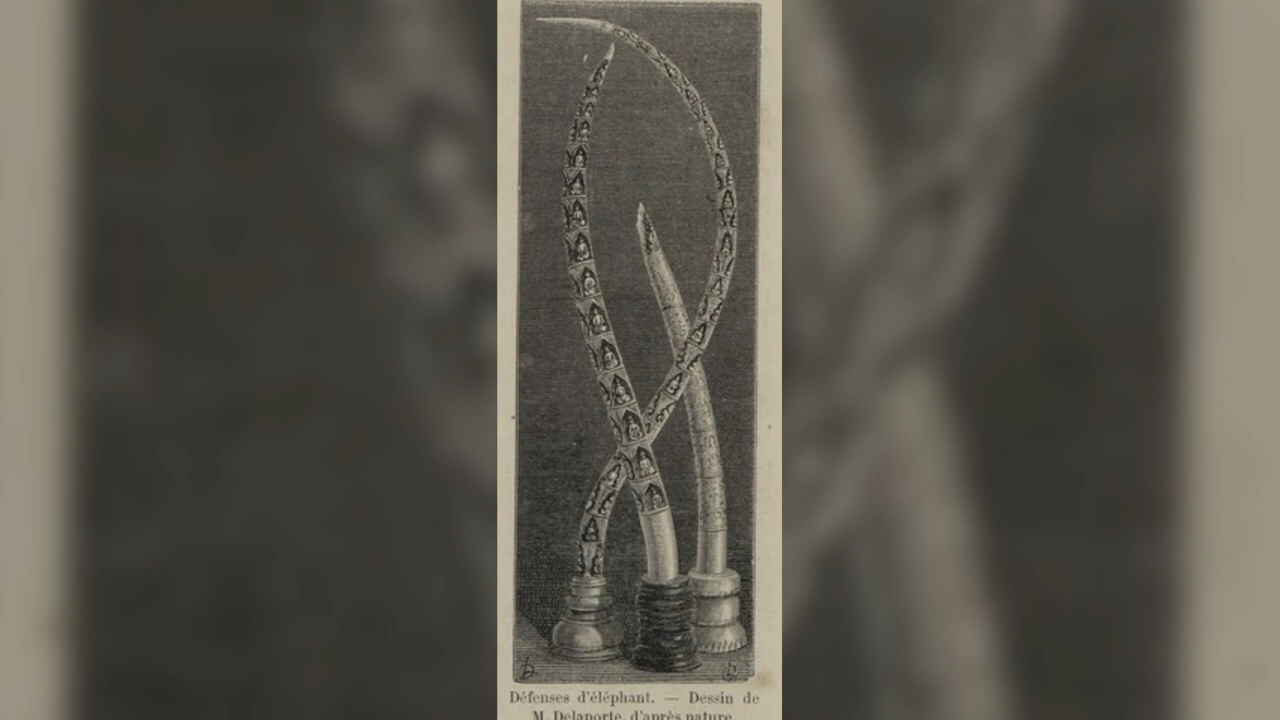 Défenses d'éléphant. — Dessin de
M. Delaporte, d'après nature